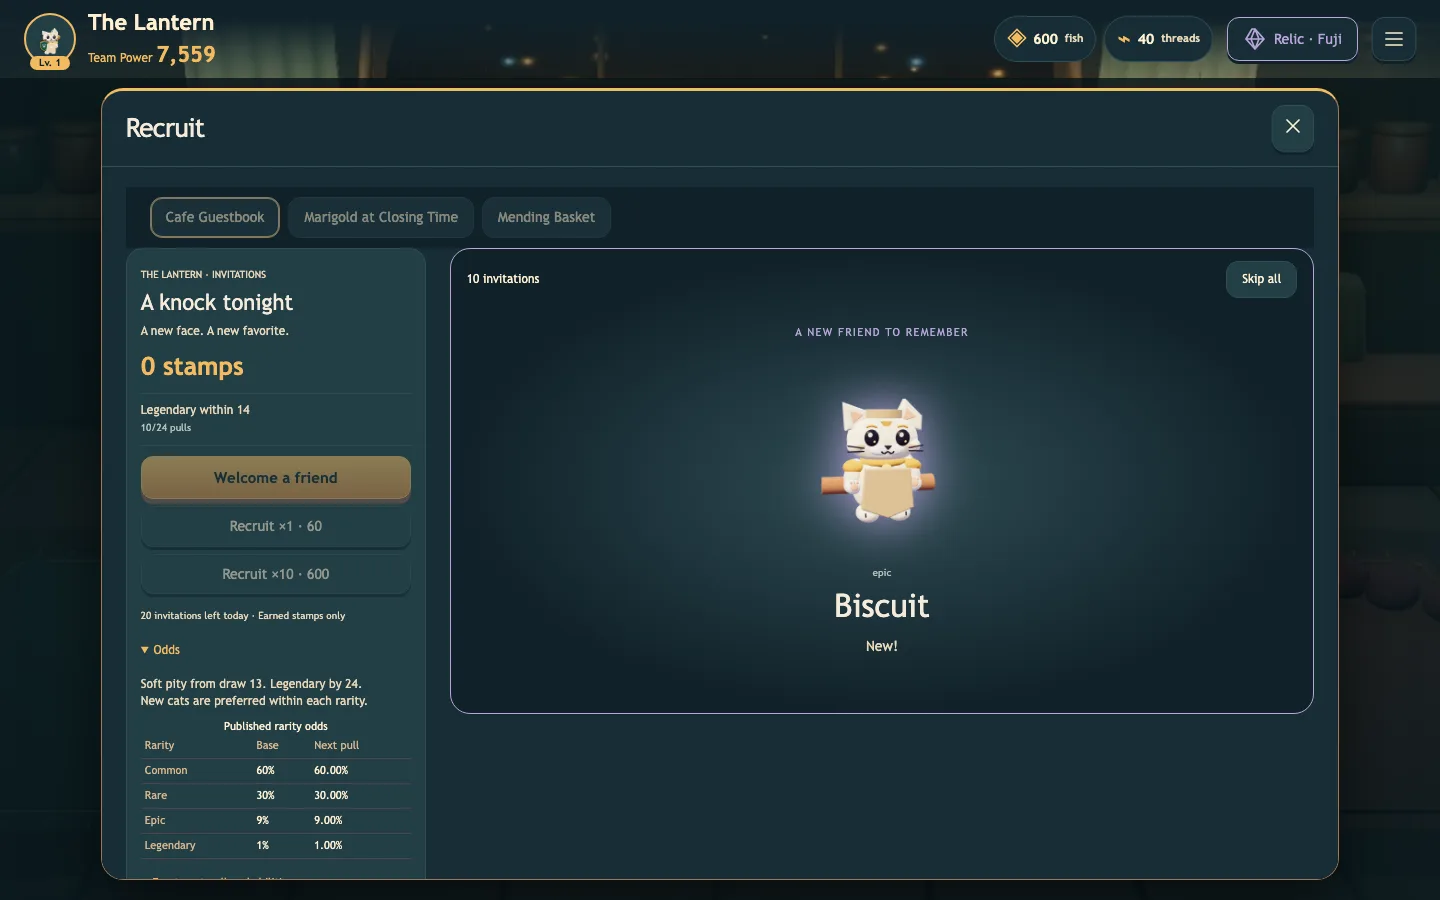 The Lantern
Team Power 7,559
Lv. 1
600 fish
40 threads
Relic · Fuji
Recruit
Cafe Guestbook
Marigold at Closing Time
Mending Basket
THE LANTERN · INVITATIONS
A knock tonight
A new face. A new favorite.
0 stamps
Legendary within 14
10/24 pulls
Welcome a friend
Recruit ×1 · 60
Recruit ×10 · 600
20 invitations left today · Earned stamps only
▼ Odds
Soft pity from draw 13. Legendary by 24.
New cats are preferred within each rarity.
Published rarity odds
Rarity Base Next pull
Common 60% 60.00%
Rare 30% 30.00%
Epic 9% 9.00%
Legendary 1% 1.00%
10 invitations
Skip all
A NEW FRIEND TO REMEMBER
epic
Biscuit
New!